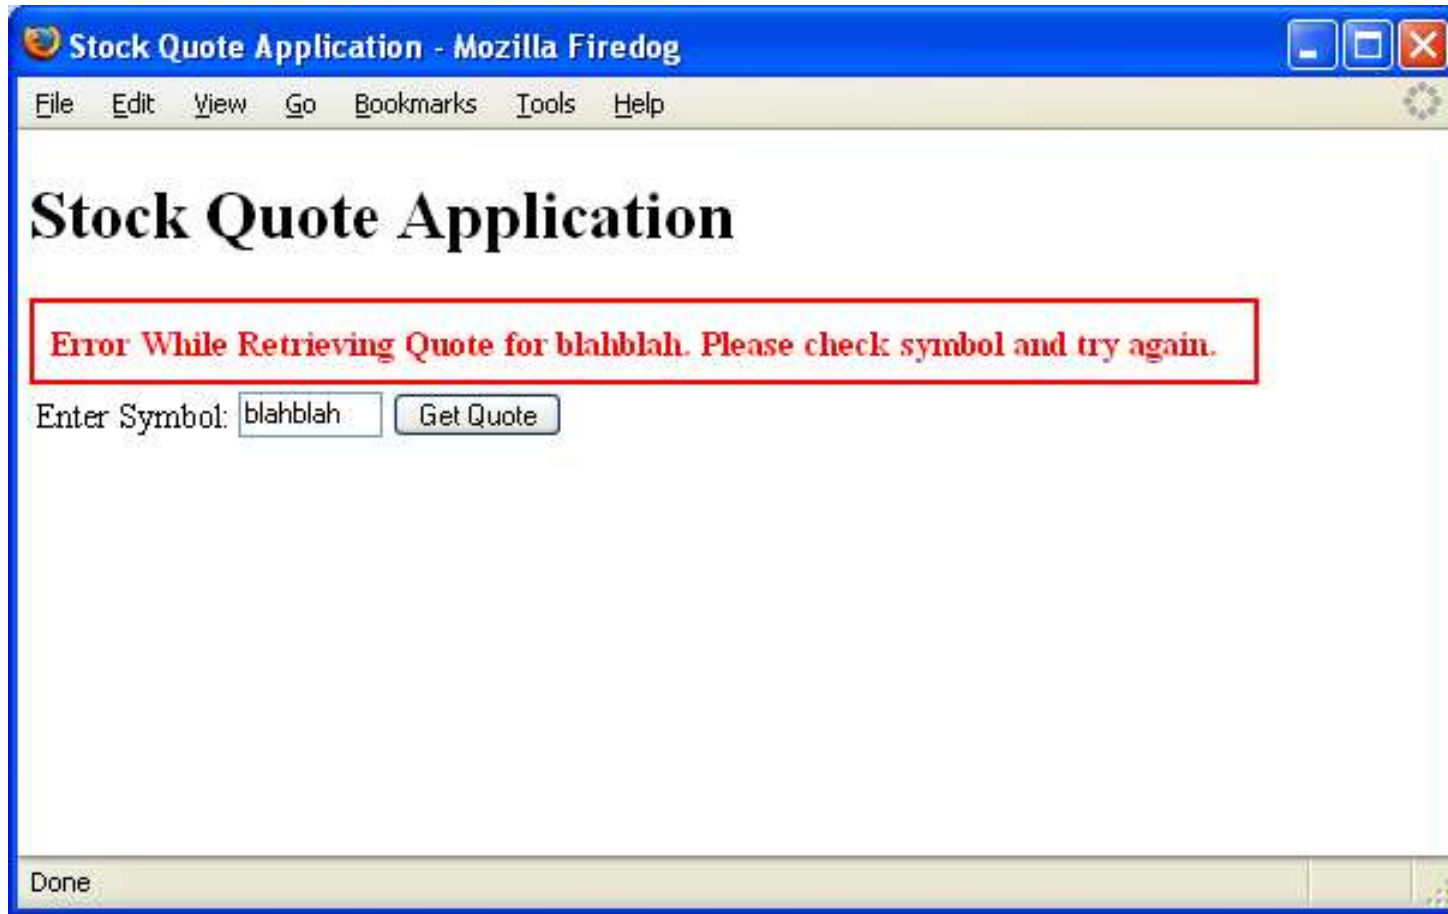 Stock Quote Application - Mozilla Firedog
File Edit View Go Bookmarks Tools Help
Stock Quote Application
Error While Retrieving Quote for blahblah. Please check symbol and try again.
Enter Symbol: blahblah Get Quote
Done